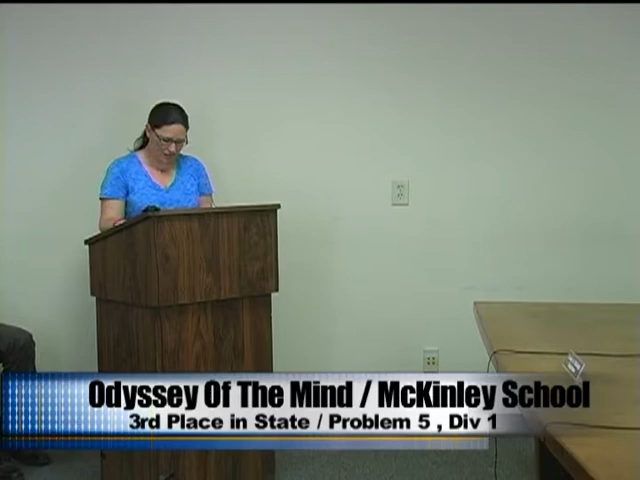 Odyssey Of The Mind / McKinley School
3rd Place in State / Problem 5 , Div 1